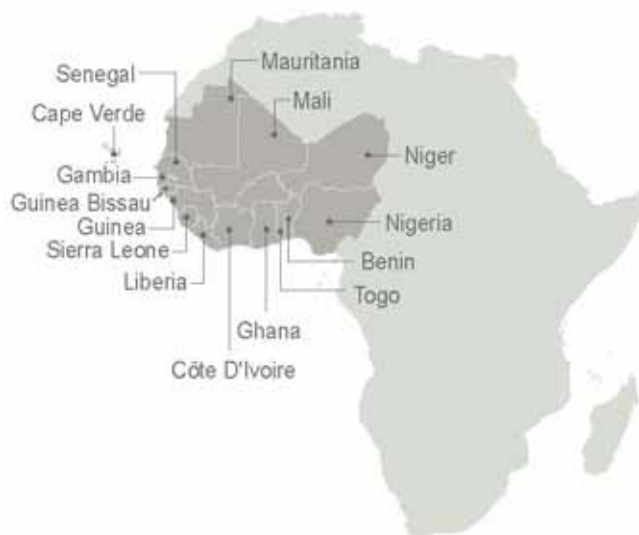 Mauritania
Senegal
Mali
Cape Verde
Niger
Gambia
Guinea Bissau
Nigeria
Guinea
Sierra Leone
Benin
Liberia
Togo
Ghana
Côte D'Ivoire